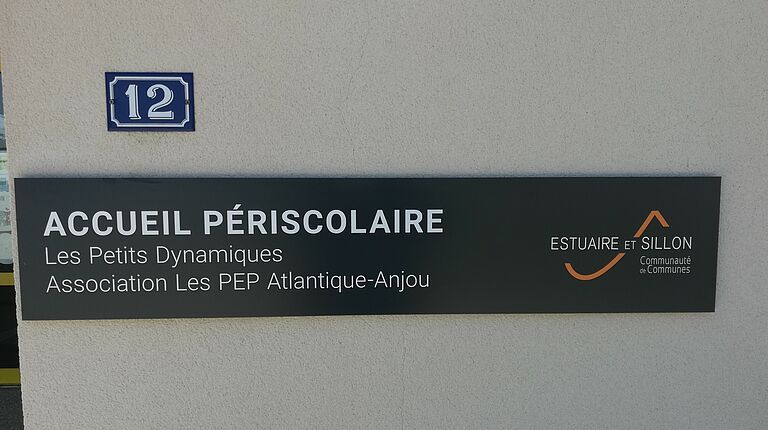 12
ACCUEIL PÉRISCOLAIRE
Les Petits Dynamiques
Association Les PEP Atlantique-Anjou
ESTUAIRE ET SILLON
Communauté
de Communes